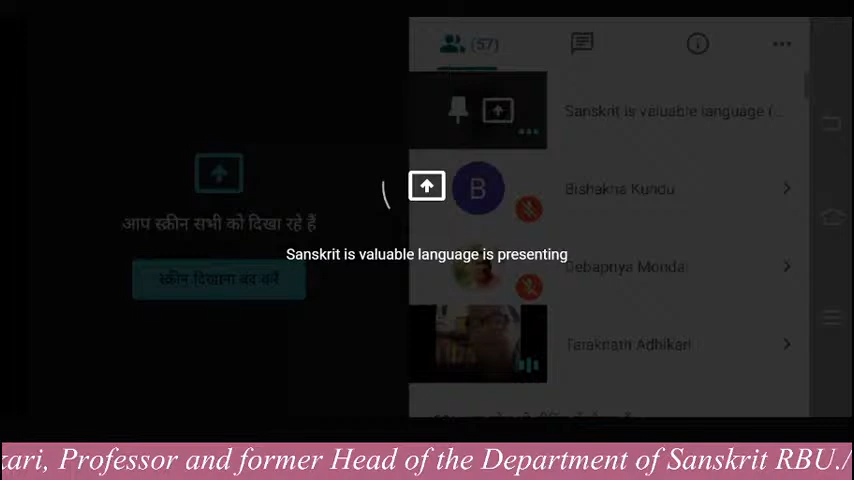 (57)
Sanskrit is valuable language (...
B
Bishakha Kundu
आप स्क्रीन सभी को दिखा रहे हैं
Sanskrit is valuable language is presenting
स्क्रीन दिखाना बंद करें
Debapriya Mondal
Taraknath Adhikari
kari, Professor and former Head of the Department of Sanskrit RBU./